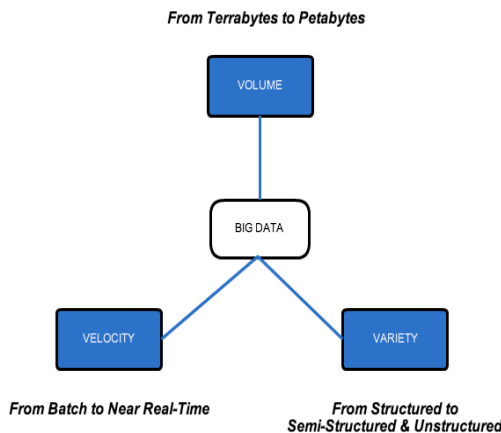 From Terrabytes to Petabytes
VOLUME
BIG DATA
VELOCITY
VARIETY
From Batch to Near Real-Time
From Structured to
Semi-Structured & Unstructured